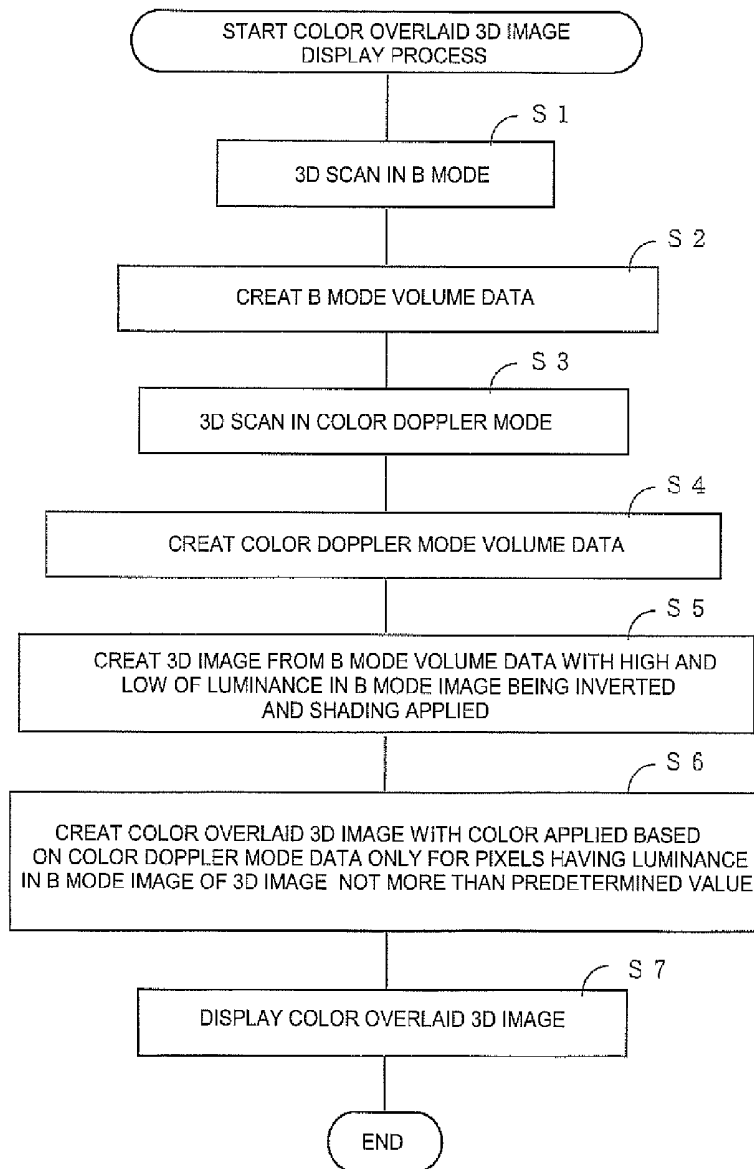 START COLOR OVERLAID 3D IMAGE
DISPLAY PROCESS
S 1
3D SCAN IN B MODE
S 2
CREAT B MODE VOLUME DATA
S 3
3D SCAN IN COLOR DOPPLER MODE
S 4
CREAT COLOR DOPPLER MODE VOLUME DATA
S 5
CREAT 3D IMAGE FROM B MODE VOLUME DATA WITH HIGH AND
LOW OF LUMINANCE IN B MODE IMAGE BEING INVERTED
AND SHADING APPLIED
S 6
CREAT COLOR OVERLAID 3D IMAGE WITH COLOR APPLIED BASED
ON COLOR DOPPLER MODE DATA ONLY FOR PIXELS HAVING LUMINANCE
IN B MODE IMAGE OF 3D IMAGE NOT MORE THAN PREDETERMINED VALUE
S 7
DISPLAY COLOR OVERLAID 3D IMAGE
END